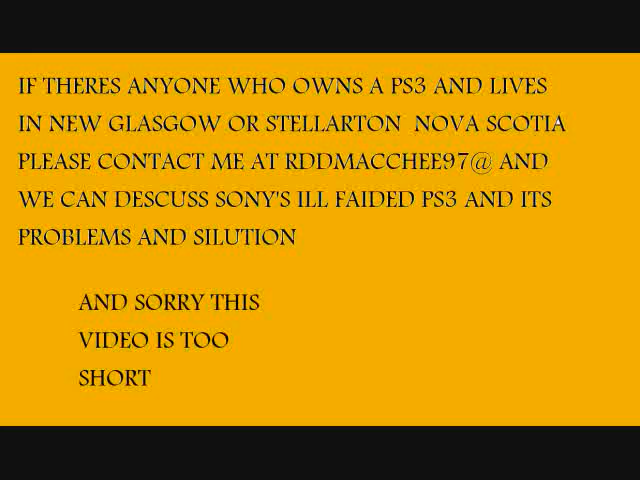 IF THERES ANYONE WHO OWNS A PS3 AND LIVES
IN NEW GLASGOW OR STELLARTON NOVA SCOTIA
PLEASE CONTACT ME AT RDDMACCHEE97@ AND
WE CAN DESCUSS SONY'S ILL FAIDED PS3 AND ITS
PROBLEMS AND SILUTION
AND SORRY THIS
VIDEO IS TOO
SHORT